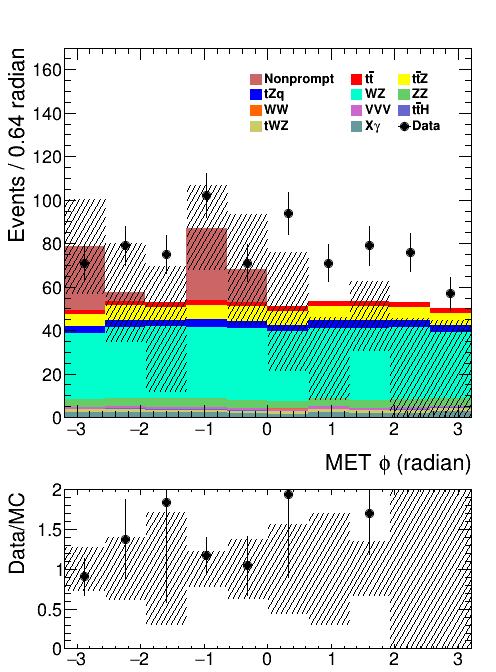 Events / 0.64 radian
160
140
120
100
80
60
40
20
0
Nonprompt tt̄ tt̄Z
tZq WZ ZZ
WW VVV tt̄H
tWZ Xγ Data
−3 −2 −1 0 1 2 3
MET ϕ (radian)
Data/MC
2
1.5
1
0.5
0
−3 −2 −1 0 1 2 3